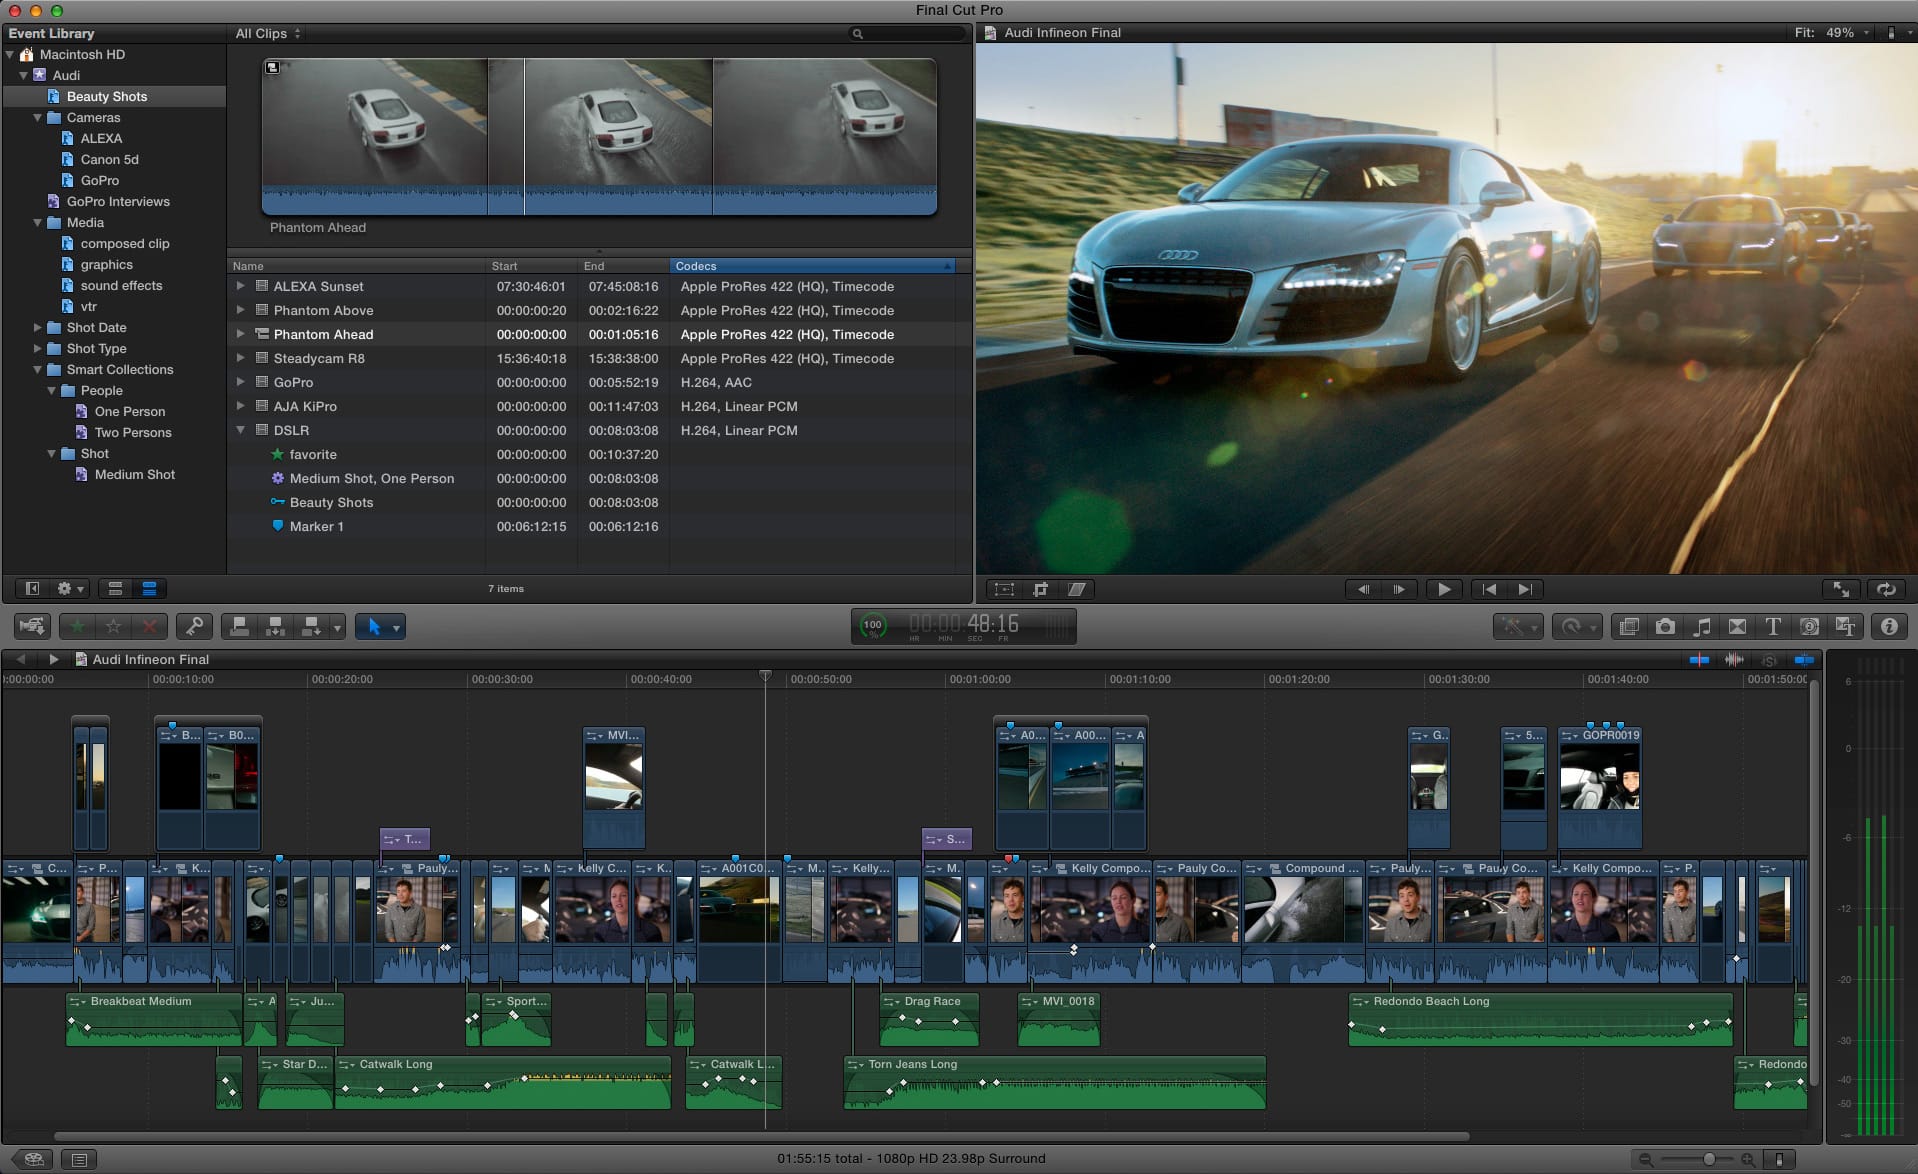 Final Cut Pro
Event Library
All Clips
Audi Infineon Final
Fit: 49%
Macintosh HD
Audi
Beauty Shots
Cameras
ALEXA
Canon 5d
GoPro
GoPro Interviews
Media
composed clip
graphics
sound effects
vtr
Shot Date
Shot Type
Smart Collections
People
One Person
Two Persons
Shot
Medium Shot
Phantom Ahead
Name Start End Codecs
ALEXA Sunset 07:30:46:01 07:45:08:16 Apple ProRes 422 (HQ), Timecode
Phantom Above 00:00:00:20 00:02:16:22 Apple ProRes 422 (HQ), Timecode
Phantom Ahead 00:00:00:00 00:01:05:16 Apple ProRes 422 (HQ), Timecode
Steadycam R8 15:36:40:18 15:38:38:00 Apple ProRes 422 (HQ), Timecode
GoPro 00:00:00:00 00:05:52:19 H.264, AAC
AJA KiPro 00:00:00:00 00:11:47:03 H.264, Linear PCM
DSLR 00:00:00:00 00:08:03:08 H.264, Linear PCM
favorite 00:00:00:00 00:10:37:20
Medium Shot, One Person 00:00:00:00 00:08:03:08
Beauty Shots 00:00:00:00 00:08:03:08
Marker 1 00:06:12:15 00:06:12:16
7 items
100 % 00:00:48:16
HR MIN SEC FR
Audi Infineon Final
0:00:00:00 00:00:10:00 00:00:20:00 00:00:30:00 00:00:40:00 00:00:50:00 00:01:00:00 00:01:10:00 00:01:20:00 00:01:30:00 00:01:40:00 00:01:50:00
B... B0... MVI... A0... A00... A G.. 5... GOPR0019
T... S...
C... P... K... Pauly... M Kelly C... K... A001C0... M.. Kelly... M. Kelly Compo... Pauly Co... Compound ... Pauly... Pauly Co... Kelly Compo... P.
Breakbeat Medium A Ju... Sport... Drag Race MVI_0018 Redondo Beach Long
Star D... Catwalk Long Catwalk L... Torn Jeans Long Redondo
6
0
-6
-12
-20
-30
-40
-50
-∞
01:55:15 total - 1080p HD 23.98p Surround